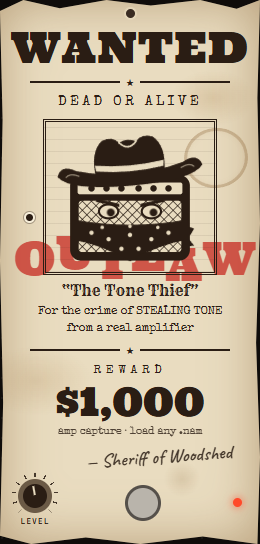 WANTED
DEAD OR ALIVE
OUTLAW
"The Tone Thief"
For the crime of STEALING TONE
from a real amplifier
REWARD
$1,000
amp capture · load any .nam
— Sheriff of Woodshed
LEVEL